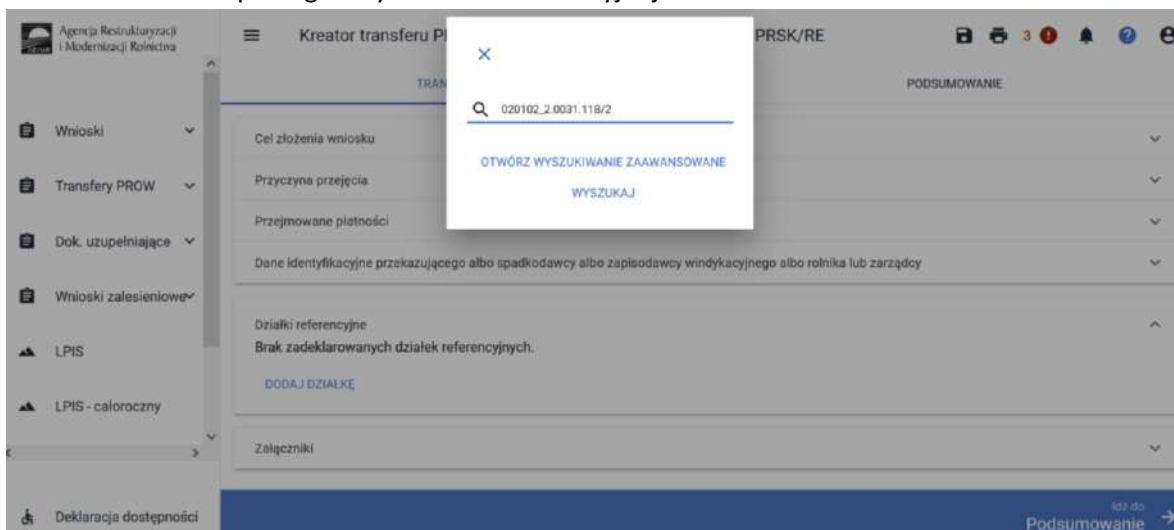 Agencja Restrukturyzacji
i Modernizacji Rolnictwa
Kreator transferu
PRSK/RE
3
PODSUMOWANIE
020102_2.0031.118/2
OTWÓRZ WYSZUKIWANIE ZAAWANSOWANE
WYSZUKAJ
Wnioski
Transfery PROW
Dok. uzupełniające
Wnioski zalesieniowe
LPIS
LPIS - całoroczny
Deklaracja dostępności
Cel złożenia wniosku
Przyczyna przejęcia
Przejmowane płatności
Dane identyfikacyjne przekazującego albo spadkodawcy albo zapisodawcy windykacyjnego albo rolnika lub zarządcy
Działki referencyjne
Brak zadeklarowanych działek referencyjnych.
DODAJ DZIAŁKĘ
Załączniki
Idź do
Podsumowanie